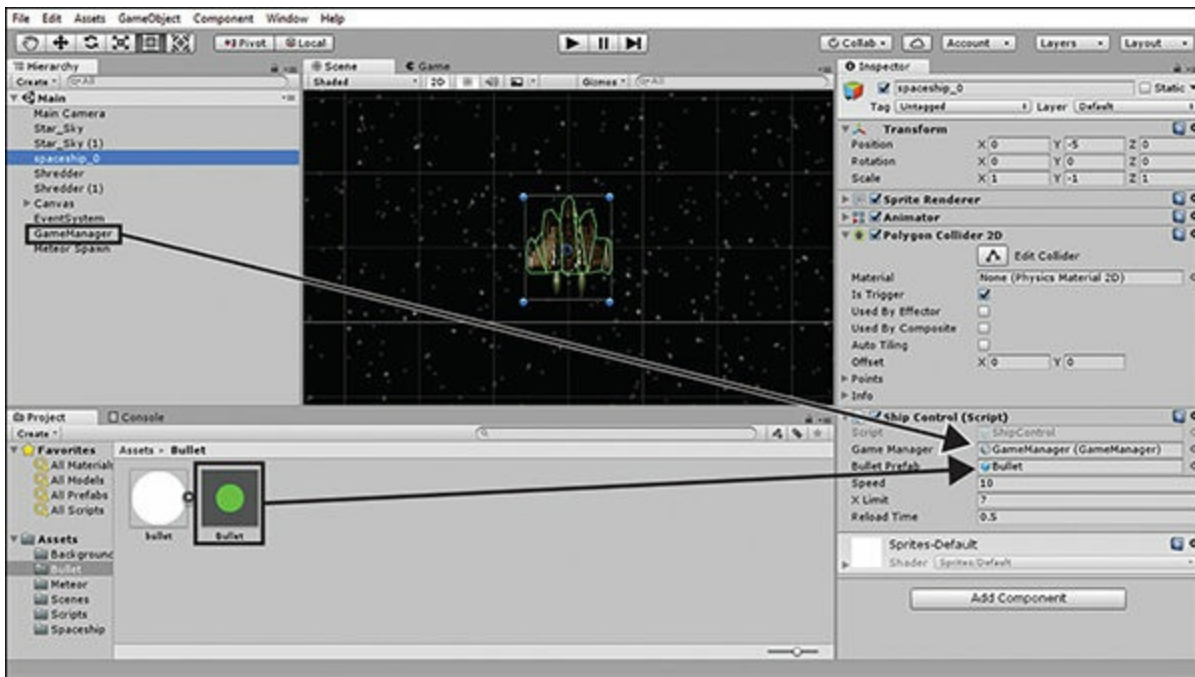 File Edit Assets GameObject Component Window Help
Pivot Local
Collab Account Layers Layout
Hierarchy
Create All
Main
Main Camera
Star_Sky
Star_Sky (1)
spaceship_0
Shredder
Shredder (1)
Canvas
EventSystem
GameManager
Meteor Spawn
Scene Game
Shaded 2D Gizmos All
Inspector
spaceship_0 Static
Tag Untagged Layer Default
Transform
Position X 0 Y -5 Z 0
Rotation X 0 Y 0 Z 0
Scale X 1 Y -1 Z 1
Sprite Renderer
Animator
Polygon Collider 2D
Edit Collider
Material None (Physics Material 2D)
Is Trigger
Used By Effector
Used By Composite
Auto Tiling
Offset X 0 Y 0
Points
Info
Ship Control (Script)
Script ShipControl
Game Manager GameManager (GameManager)
Bullet Prefab Bullet
Speed 10
X Limit 7
Reload Time 0.5
Sprites-Default
Shader Sprites/Default
Add Component
Project Console
Create
Favorites
All Materials
All Models
All Prefabs
All Scripts
Assets
Background
Bullet
Meteor
Scenes
Scripts
Spaceship
Assets Bullet
bullet Bullet